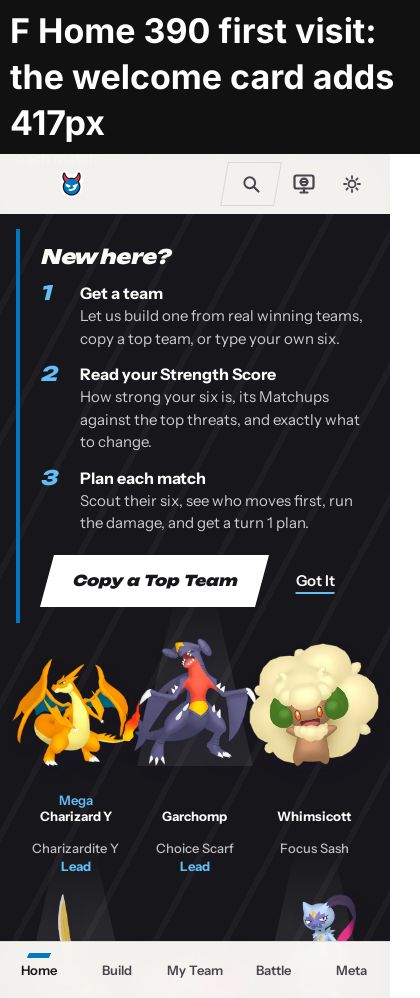 F Home 390 first visit:
the welcome card adds
417px
New here?
1 Get a team
Let us build one from real winning teams,
copy a top team, or type your own six.
2 Read your Strength Score
How strong your six is, its Matchups
against the top threats, and exactly what
to change.
3 Plan each match
Scout their six, see who moves first, run
the damage, and get a turn 1 plan.
Copy a Top Team Got It
Mega
Charizard Y Garchomp Whimsicott
Charizardite Y Choice Scarf Focus Sash
Lead Lead
Home Build My Team Battle Meta